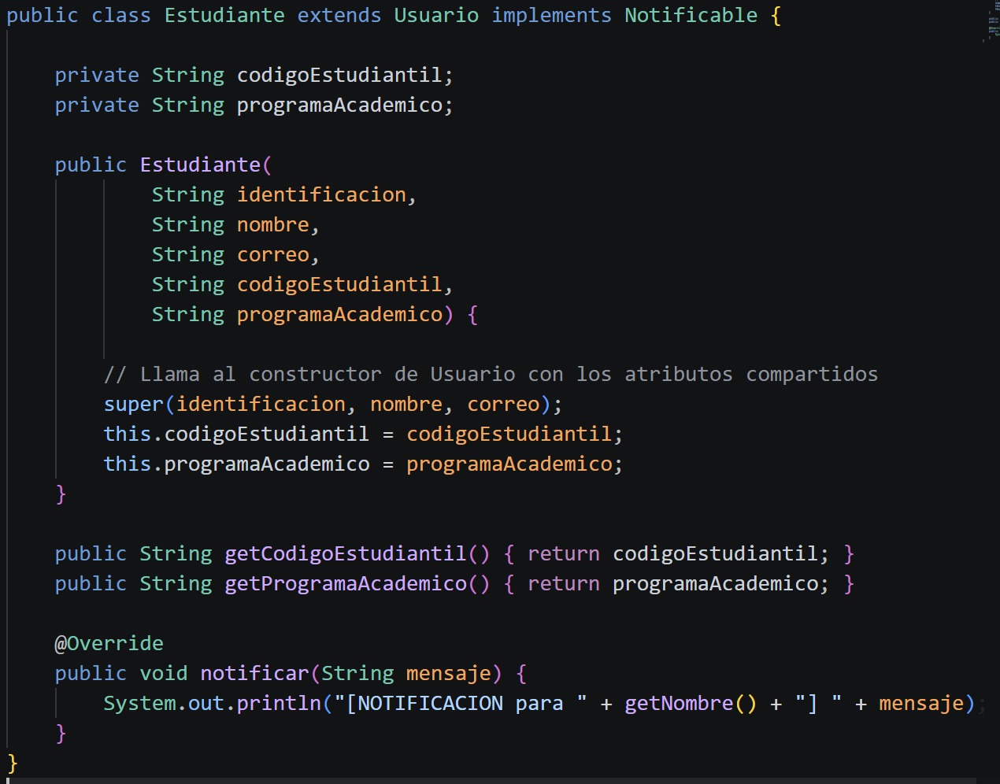 public class Estudiante extends Usuario implements Notificable {
private String codigoEstudiantil;
private String programaAcademico;
public Estudiante(
String identificacion,
String nombre,
String correo,
String codigoEstudiantil,
String programaAcademico) {
// Llama al constructor de Usuario con los atributos compartidos
super(identificacion, nombre, correo);
this.codigoEstudiantil = codigoEstudiantil;
this.programaAcademico = programaAcademico;
}
public String getCodigoEstudiantil() { return codigoEstudiantil; }
public String getProgramaAcademico() { return programaAcademico; }
@Override
public void notificar(String mensaje) {
System.out.println("[NOTIFICACION para " + getNombre() + "] " + mensaje);
}
}